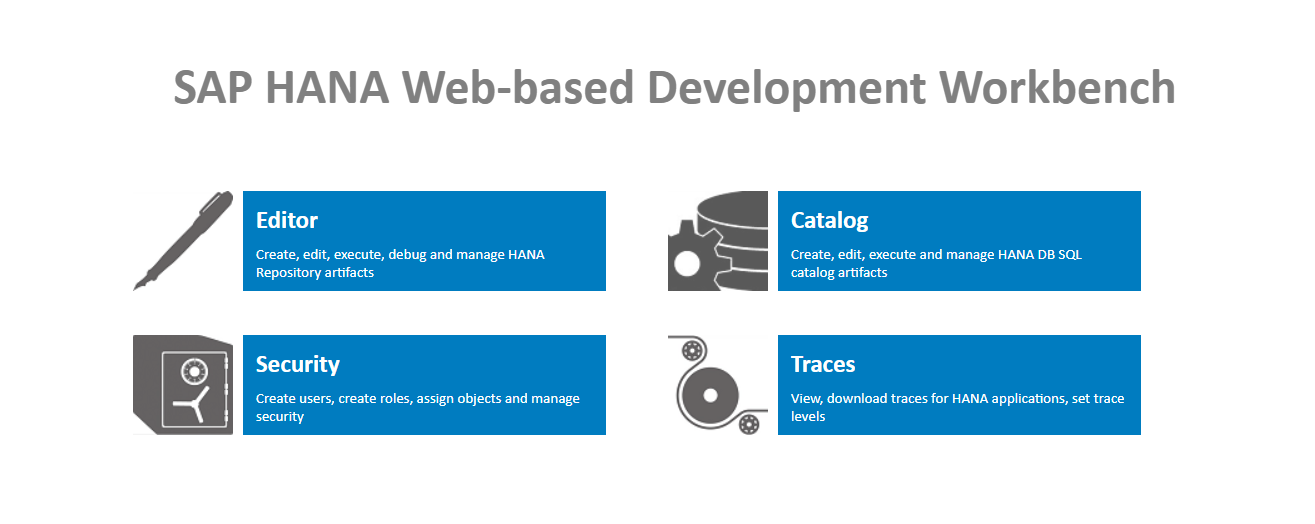 SAP HANA Web-based Development Workbench
Editor
Create, edit, execute, debug and manage HANA
Repository artifacts
Catalog
Create, edit, execute and manage HANA DB SQL
catalog artifacts
Security
Create users, create roles, assign objects and manage
security
Traces
View, download traces for HANA applications, set trace
levels